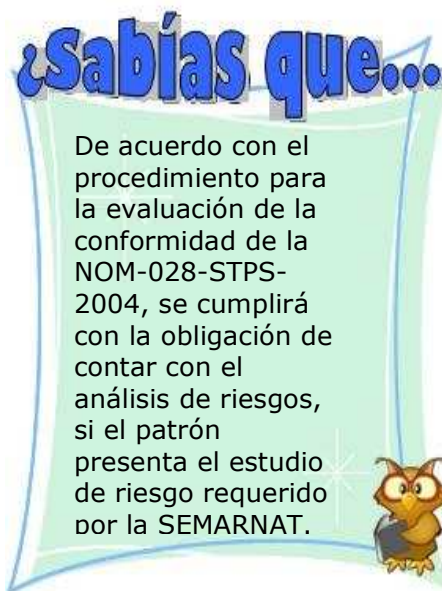 ¿Sabías que...
De acuerdo con el
procedimiento para
la evaluación de la
conformidad de la
NOM-028-STPS-
2004, se cumplirá
con la obligación de
contar con el
análisis de riesgos,
si el patrón
presenta el estudio
de riesgo requerido
por la SEMARNAT.